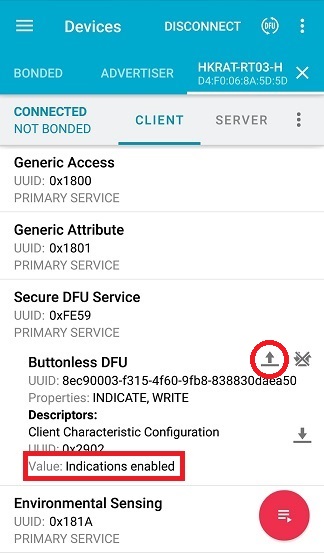 Devices
DISCONNECT
DFU
BONDED
ADVERTISER
HKRAT-RT03-H
D4:F0:06:8A:5D:5D
CONNECTED
NOT BONDED
CLIENT
SERVER
Generic Access
UUID: 0x1800
PRIMARY SERVICE
Generic Attribute
UUID: 0x1801
PRIMARY SERVICE
Secure DFU Service
UUID: 0xFE59
PRIMARY SERVICE
Buttonless DFU
UUID: 8ec90003-f315-4f60-9fb8-838830daea50
Properties: INDICATE, WRITE
Descriptors:
Client Characteristic Configuration
UUID: 0x2902
Value: Indications enabled
Environmental Sensing
UUID: 0x181A
PRIMARY SERVICE